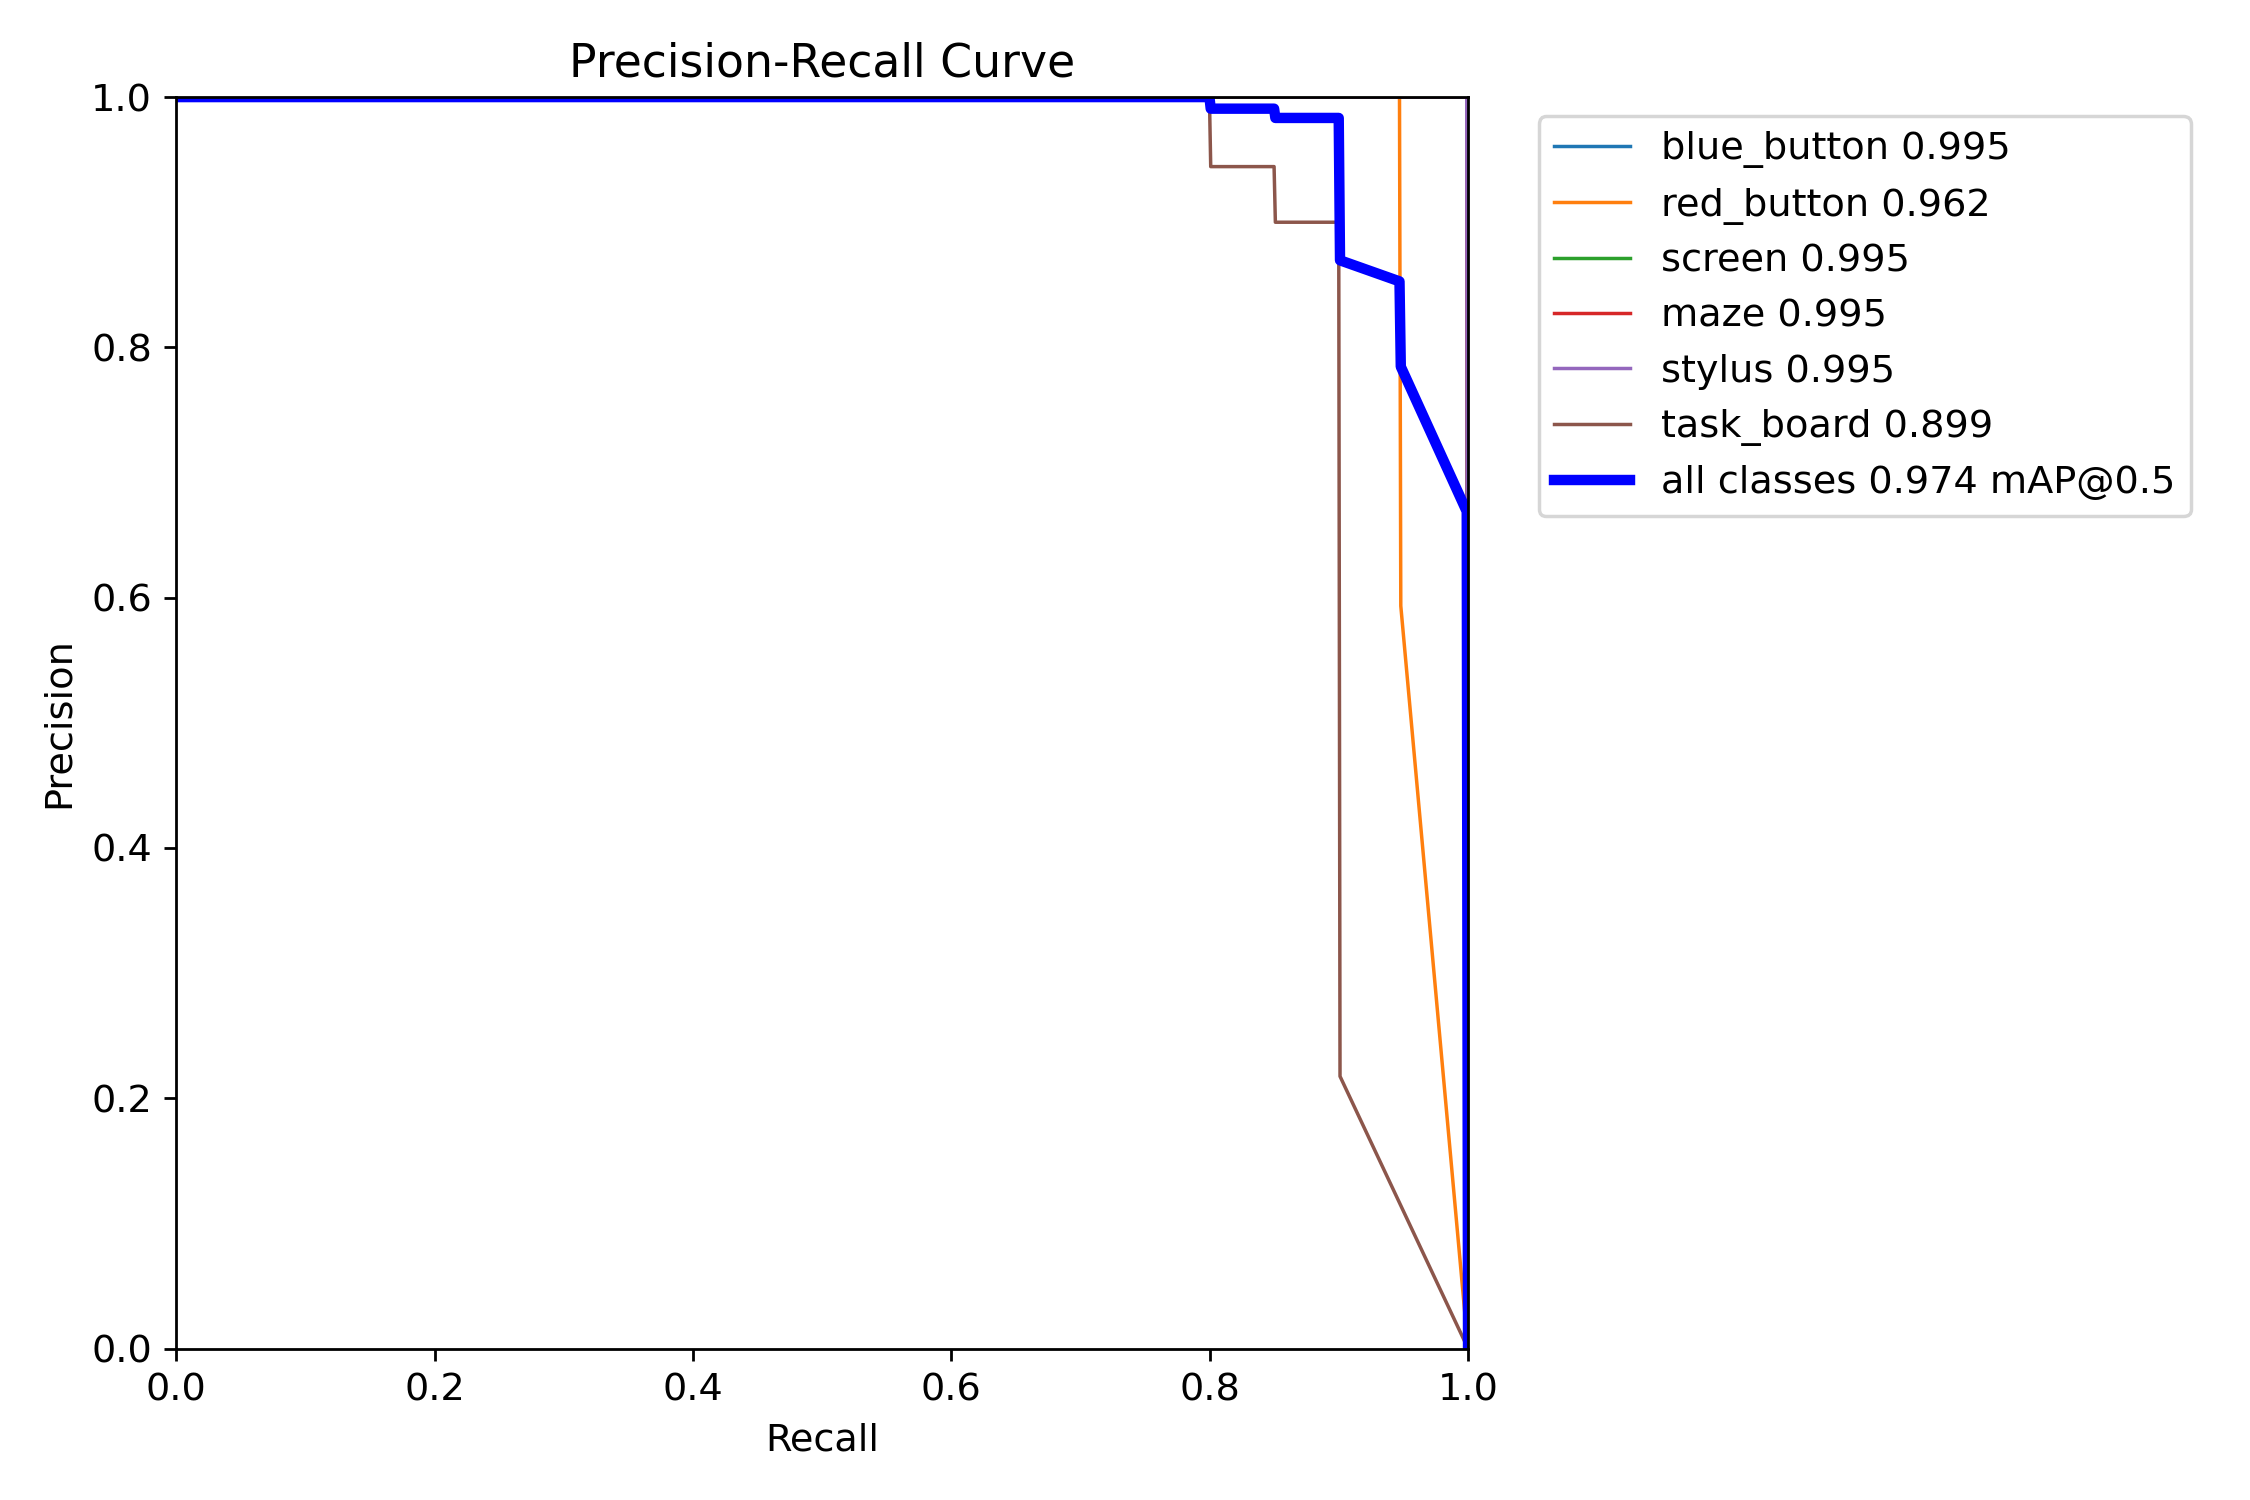 Precision-Recall Curve
1.0
0.8
0.6
0.4
0.2
0.0
Precision
0.0 0.2 0.4 0.6 0.8 1.0
Recall
blue_button 0.995
red_button 0.962
screen 0.995
maze 0.995
stylus 0.995
task_board 0.899
all classes 0.974 mAP@0.5